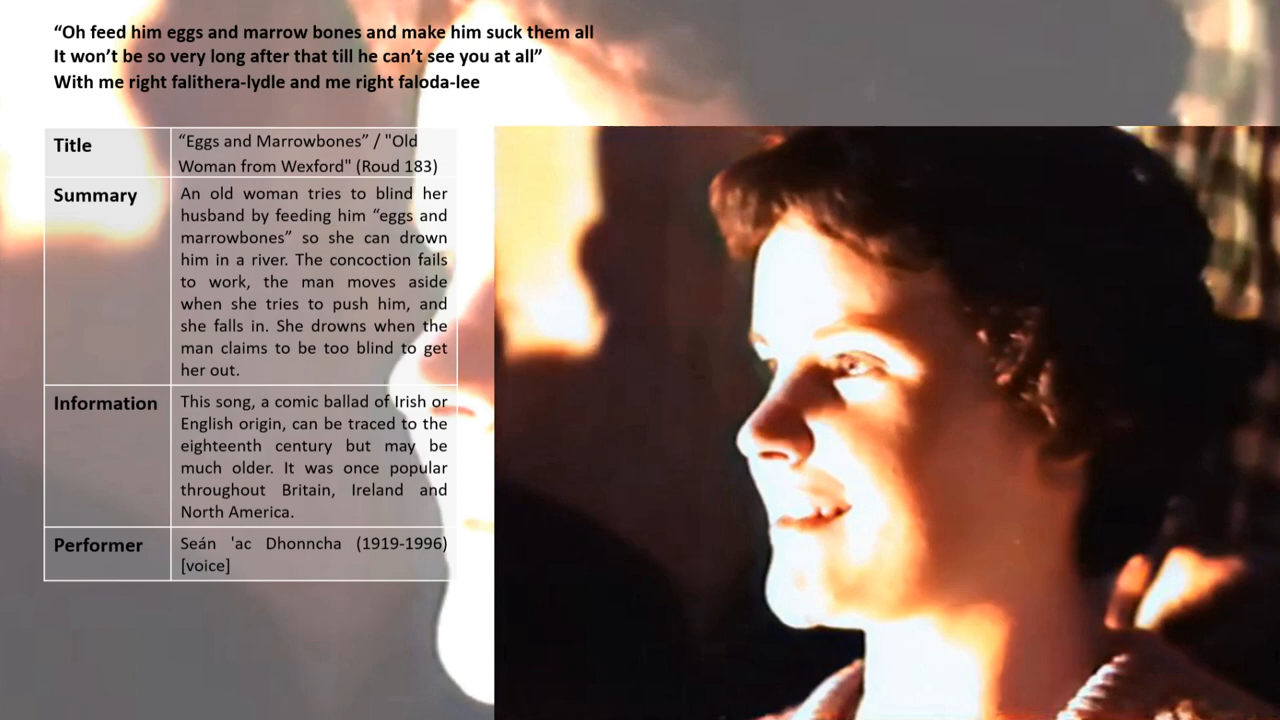 “Oh feed him eggs and marrow bones and make him suck them all
It won’t be so very long after that till he can’t see you at all”
With me right falithera-lydle and me right faloda-lee
Title
“Eggs and Marrowbones” / "Old
Woman from Wexford" (Roud 183)
Summary
An old woman tries to blind her
husband by feeding him “eggs and
marrowbones” so she can drown
him in a river. The concoction fails
to work, the man moves aside
when she tries to push him, and
she falls in. She drowns when the
man claims to be too blind to get
her out.
Information
This song, a comic ballad of Irish or
English origin, can be traced to the
eighteenth century but may be
much older. It was once popular
throughout Britain, Ireland and
North America.
Performer
Seán 'ac Dhonncha (1919-1996)
[voice]